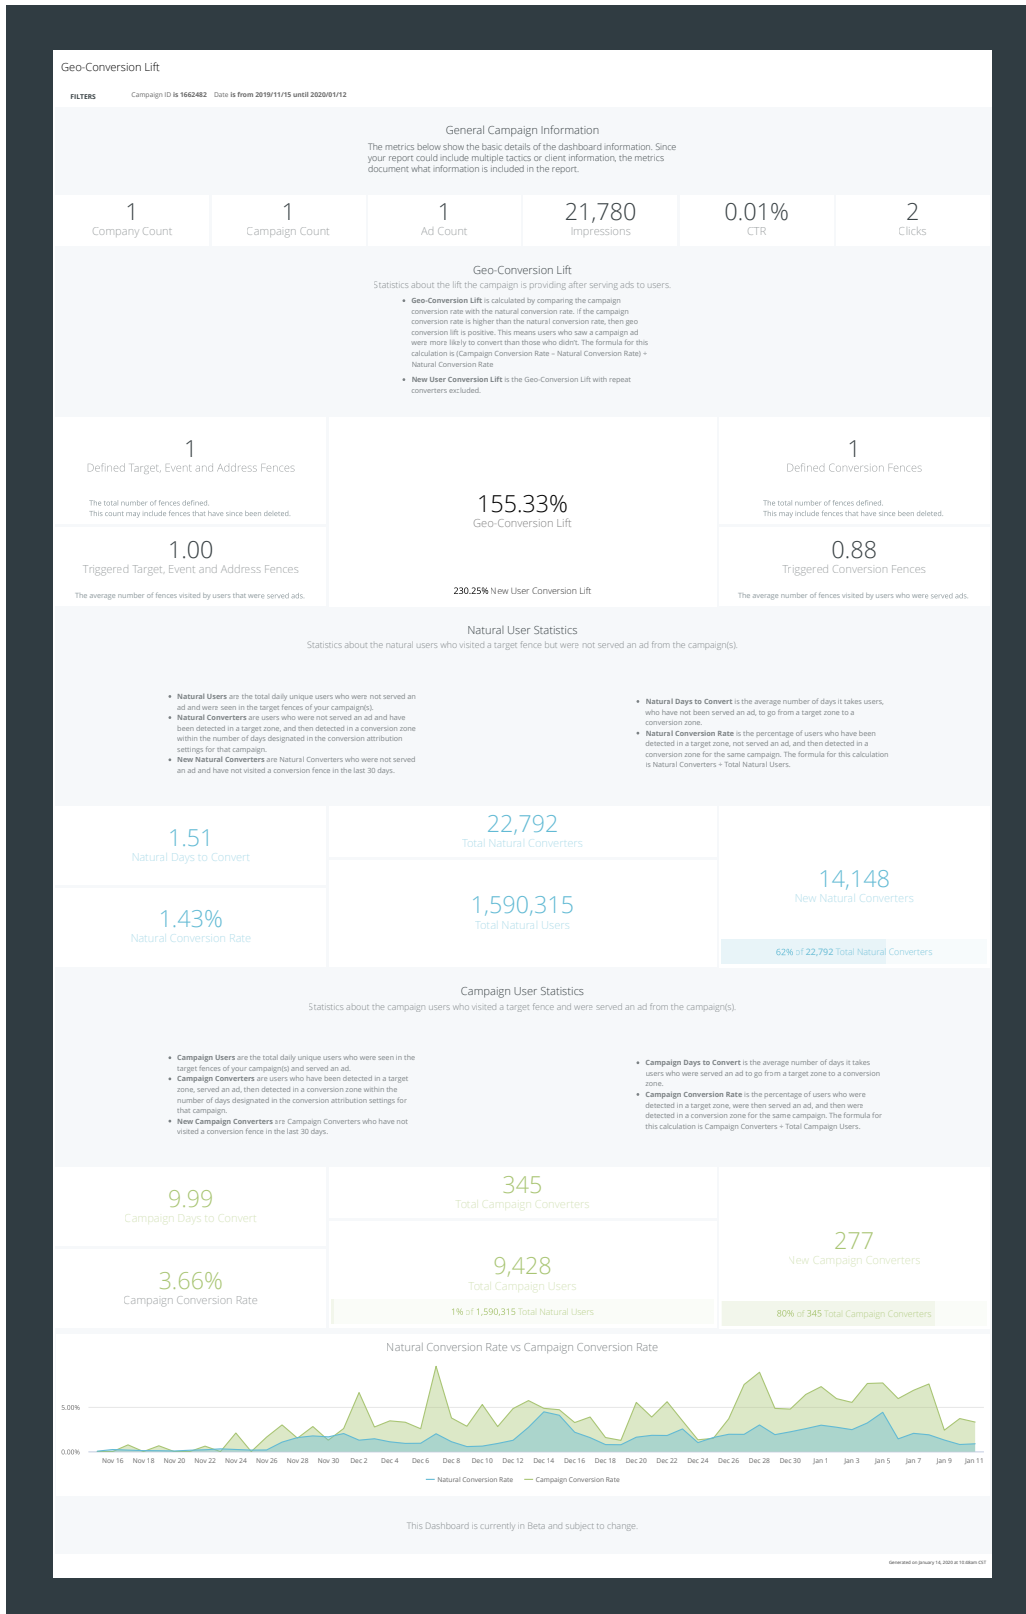 Geo-Conversion Lift
FILTERS Campaign ID is 1662482 Date is from 2019/11/15 until 2020/01/12
General Campaign Information
The metrics below show the basic details of the dashboard information. Since
your report could include multiple tactics or client information, the metrics
document what information is included in the report.
1 1 1 21,780 0.01% 2
Company Count Campaign Count Ad Count Impressions CTR Clicks
Geo-Conversion Lift
Statistics about the lift the campaign is providing after serving ads to users.
• Geo-Conversion Lift is calculated by comparing the campaign
conversion rate with the natural conversion rate. If the campaign
conversion rate is higher than the natural conversion rate, then geo
conversion lift is positive. This means users who saw a campaign ad
were more likely to convert than those who didn't. The formula for this
calculation is (Campaign Conversion Rate – Natural Conversion Rate) ÷
Natural Conversion Rate
• New User Conversion Lift is the Geo-Conversion Lift with repeat
converters excluded.
1
Defined Target, Event and Address Fences
The total number of fences defined.
This count may include fences that have since been deleted.
1.00
Triggered Target, Event and Address Fences
The average number of fences visited by users that were served ads.
155.33%
Geo-Conversion Lift
230.25% New User Conversion Lift
1
Defined Conversion Fences
The total number of fences defined.
This may include fences that have since been deleted.
0.88
Triggered Conversion Fences
The average number of fences visited by users who were served ads.
Natural User Statistics
Statistics about the natural users who visited a target fence but were not served an ad from the campaign(s).
• Natural Users are the total daily unique users who were not served an
ad and were seen in the target fences of your campaign(s).
• Natural Converters are users who were not served an ad and have
been detected in a target zone, and then detected in a conversion zone
within the number of days designated in the conversion attribution
settings for that campaign.
• New Natural Converters are Natural Converters who were not served
an ad and have not visited a conversion fence in the last 30 days.
• Natural Days to Convert is the average number of days it takes users,
who have not been served an ad, to go from a target zone to a
conversion zone.
• Natural Conversion Rate is the percentage of users who have been
detected in a target zone, not served an ad, and then detected in a
conversion zone for the same campaign. The formula for this calculation
is Natural Converters ÷ Total Natural Users.
1.51
Natural Days to Convert
1.43%
Natural Conversion Rate
22,792
Total Natural Converters
1,590,315
Total Natural Users
14,148
New Natural Converters
62% of 22,792 Total Natural Converters
Campaign User Statistics
Statistics about the campaign users who visited a target fence and were served an ad from the campaign(s).
• Campaign Users are the total daily unique users who were seen in the
target fences of your campaign(s) and served an ad.
• Campaign Converters are users who have been detected in a target
zone, served an ad, then detected in a conversion zone within the
number of days designated in the conversion attribution settings for
that campaign.
• New Campaign Converters are Campaign Converters who have not
visited a conversion fence in the last 30 days.
• Campaign Days to Convert is the average number of days it takes
users who were served an ad to go from a target zone to a conversion
zone.
• Campaign Conversion Rate is the percentage of users who were
detected in a target zone, were then served an ad, and then were
detected in a conversion zone for the same campaign. The formula for
this calculation is Campaign Converters ÷ Total Campaign Users.
9.99
Campaign Days to Convert
3.66%
Campaign Conversion Rate
345
Total Campaign Converters
9,428
Total Campaign Users
1% of 1,590,315 Total Natural Users
277
New Campaign Converters
80% of 345 Total Campaign Converters
Natural Conversion Rate vs Campaign Conversion Rate
5.00%
0.00%
Nov 16 Nov 18 Nov 20 Nov 22 Nov 24 Nov 26 Nov 28 Nov 30 Dec 2 Dec 4 Dec 6 Dec 8 Dec 10 Dec 12 Dec 14 Dec 16 Dec 18 Dec 20 Dec 22 Dec 24 Dec 26 Dec 28 Dec 30 Jan 1 Jan 3 Jan 5 Jan 7 Jan 9 Jan 11
Natural Conversion Rate Campaign Conversion Rate
This Dashboard is currently in Beta and subject to change.
Generated on January 14, 2020 at 10:88am CST